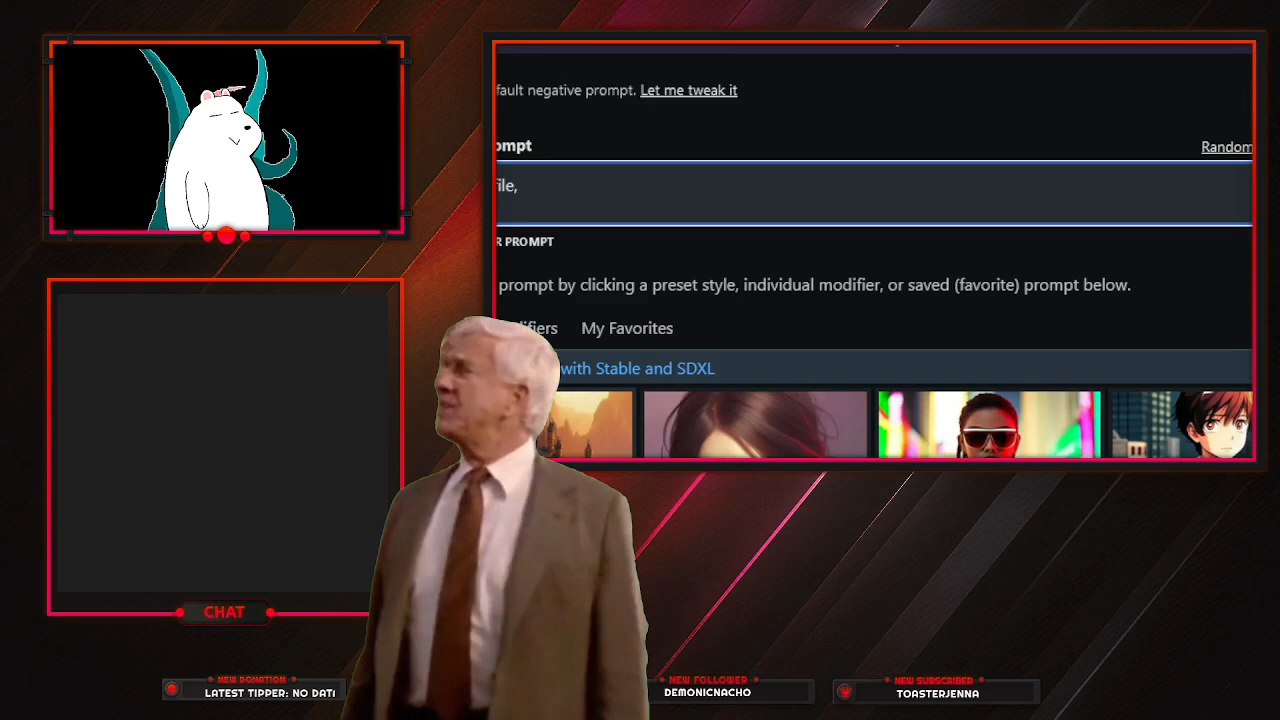 fault negative prompt. Let me tweak it
ompt
Random
file,
R PROMPT
prompt by clicking a preset style, individual modifier, or saved (favorite) prompt below.
ifiers My Favorites
with Stable and SDXL
CHAT
NEW DONATION
LATEST TIPPER: NO DATI
NEW FOLLOWER
DEMONICNACHO
NEW SUBSCRIBER
TOASTERJENNA